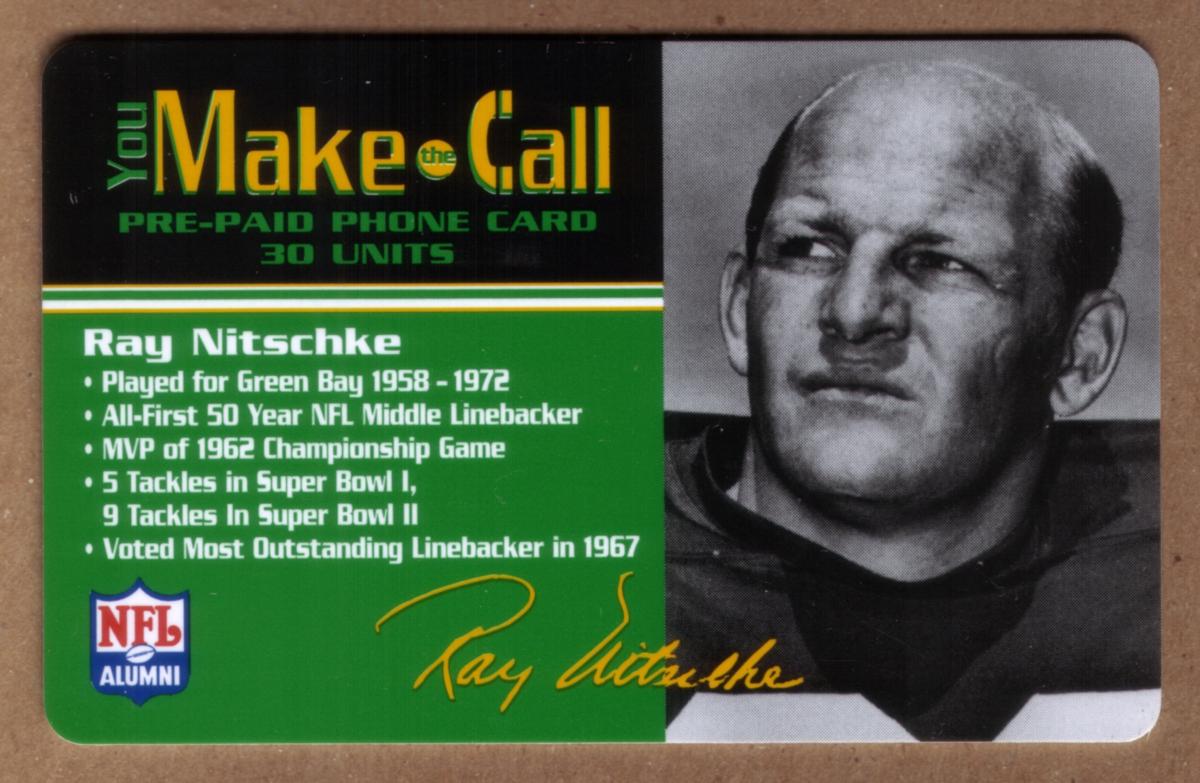 You Make the Call
PRE-PAID PHONE CARD
30 UNITS
Ray Nitschke
• Played for Green Bay 1958 - 1972
• All-First 50 Year NFL Middle Linebacker
• MVP of 1962 Championship Game
• 5 Tackles in Super Bowl I,
9 Tackles In Super Bowl II
• Voted Most Outstanding Linebacker in 1967
NFL
ALUMNI
Ray Nitschke